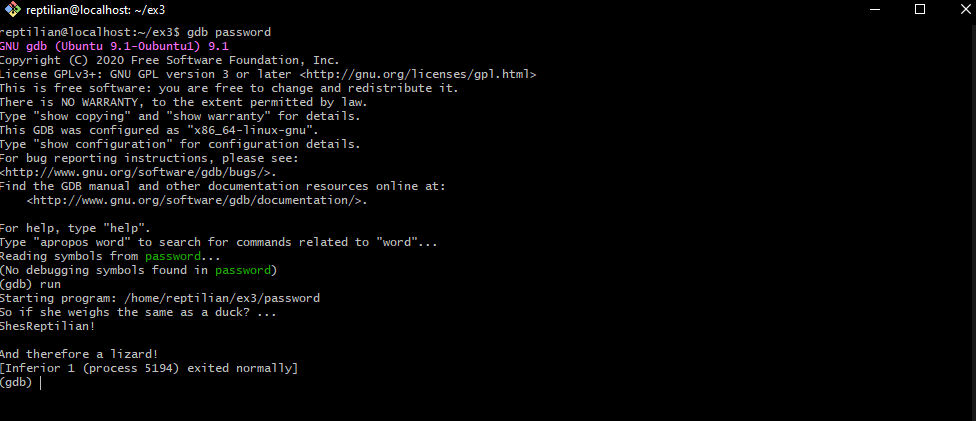 reptilian@localhost: ~/ex3
reptilian@localhost:~/ex3$ gdb password
GNU gdb (Ubuntu 9.1-0ubuntu1) 9.1
Copyright (C) 2020 Free Software Foundation, Inc.
License GPLv3+: GNU GPL version 3 or later <http://gnu.org/licenses/gpl.html>
This is free software: you are free to change and redistribute it.
There is NO WARRANTY, to the extent permitted by law.
Type "show copying" and "show warranty" for details.
This GDB was configured as "x86_64-linux-gnu".
Type "show configuration" for configuration details.
For bug reporting instructions, please see:
<http://www.gnu.org/software/gdb/bugs/>.
Find the GDB manual and other documentation resources online at:
    <http://www.gnu.org/software/gdb/documentation/>.

For help, type "help".
Type "apropos word" to search for commands related to "word"...
Reading symbols from password...
(No debugging symbols found in password)
(gdb) run
Starting program: /home/reptilian/ex3/password
So if she weighs the same as a duck? ...
ShesReptilian!

And therefore a lizard!
[Inferior 1 (process 5194) exited normally]
(gdb)